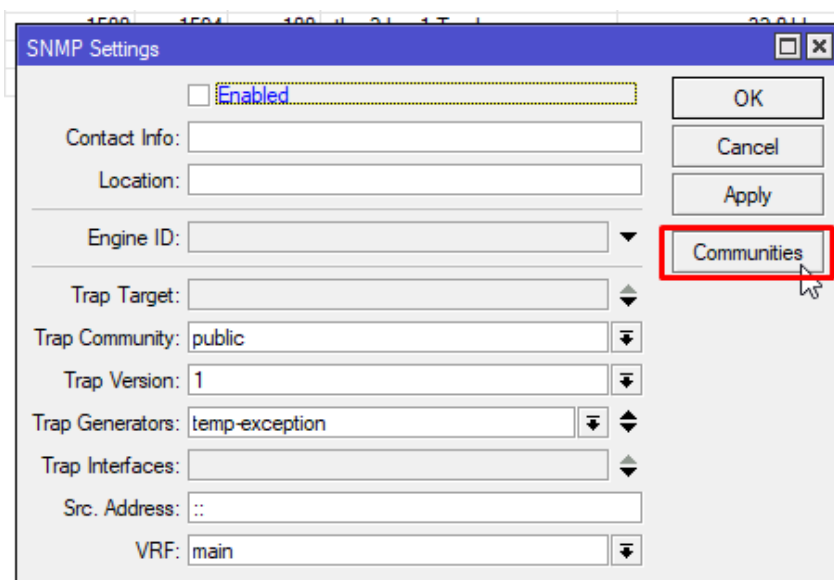 SNMP Settings
Enabled
OK
Contact Info:
Cancel
Location:
Apply
Engine ID:
Communities
Trap Target:
Trap Community: public
Trap Version: 1
Trap Generators: temp-exception
Trap Interfaces:
Src. Address: ::
VRF: main